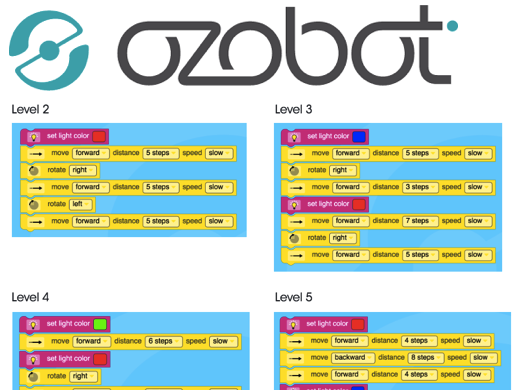 ozobot
Level 2
set light color
move forward distance 5 steps speed slow
rotate right
move forward distance 5 steps speed slow
rotate left
move forward distance 5 steps speed slow
Level 3
set light color
move forward distance 5 steps speed slow
rotate right
move forward distance 3 steps speed slow
set light color
move forward distance 7 steps speed slow
rotate right
move forward distance 5 steps speed slow
Level 4
set light color
move forward distance 6 steps speed slow
set light color
rotate right
Level 5
set light color
move forward distance 4 steps speed slow
move backward distance 8 steps speed slow
move forward distance 4 steps speed slow